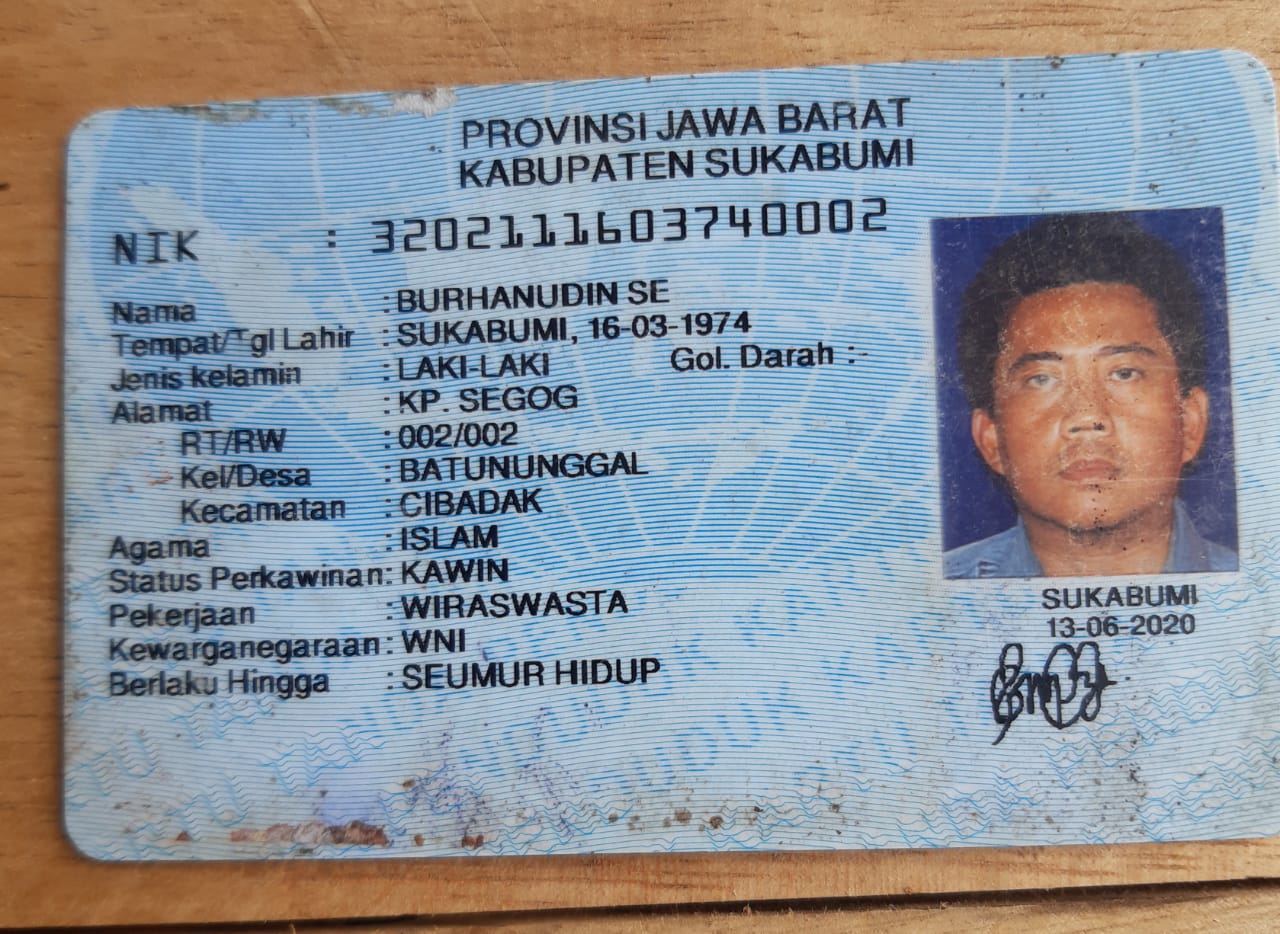 PROVINSI JAWA BARAT
KABUPATEN SUKABUMI
NIK : 3202111603740002
Nama : BURHANUDIN SE
Tempat/Tgl Lahir : SUKABUMI, 16-03-1974
Jenis kelamin : LAKI-LAKI Gol. Darah :-
Alamat : KP. SEGOG
RT/RW : 002/002
Kel/Desa : BATUNUNGGAL
Kecamatan : CIBADAK
Agama : ISLAM
Status Perkawinan: KAWIN
Pekerjaan : WIRASWASTA
Kewarganegaraan: WNI
Berlaku Hingga : SEUMUR HIDUP
SUKABUMI
13-06-2020